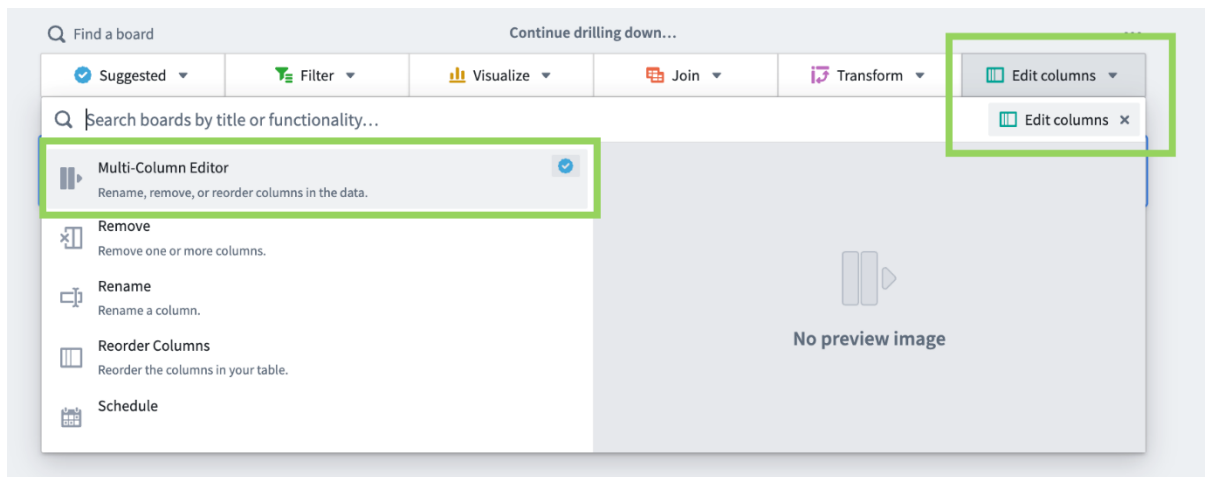 Find a board
Continue drilling down...
...
Suggested
Filter
Visualize
Join
Transform
Edit columns
Search boards by title or functionality...
Edit columns ×
Multi-Column Editor
Rename, remove, or reorder columns in the data.
Remove
Remove one or more columns.
Rename
Rename a column.
Reorder Columns
Reorder the columns in your table.
Schedule
No preview image